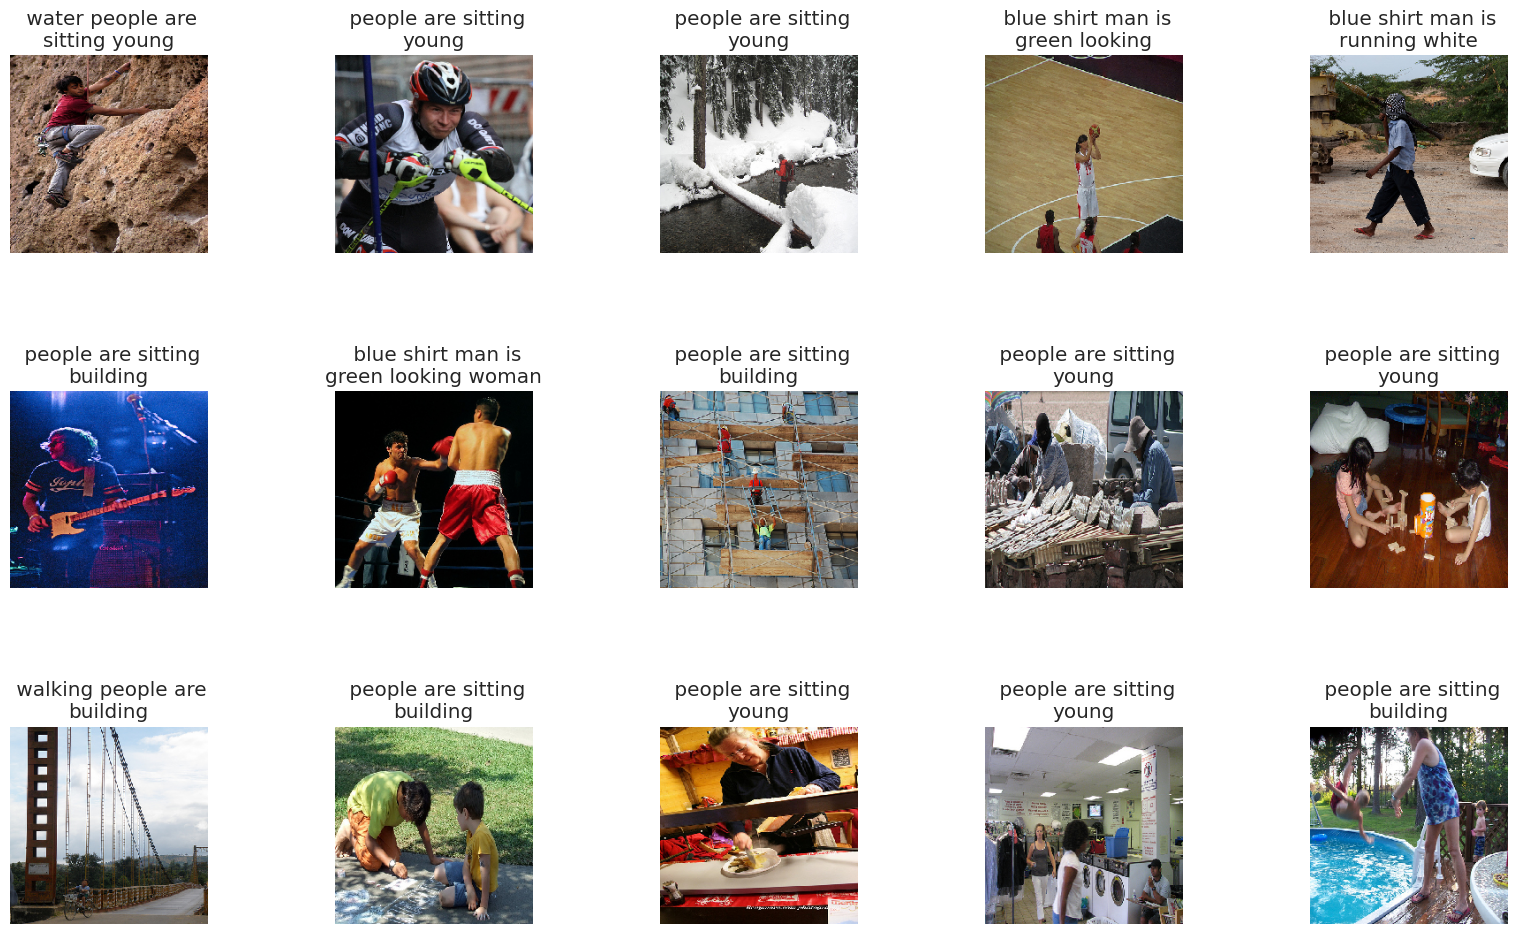 water people are
sitting young
people are sitting
young
people are sitting
young
blue shirt man is
green looking
blue shirt man is
running white
people are sitting
building
blue shirt man is
green looking woman
people are sitting
building
people are sitting
young
people are sitting
young
walking people are
building
people are sitting
building
people are sitting
young
people are sitting
young
people are sitting
building